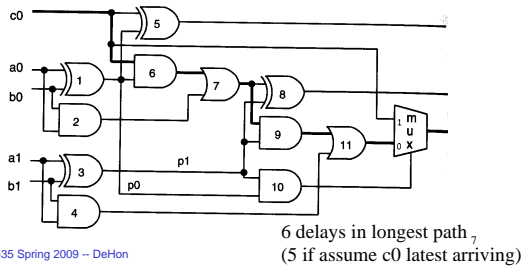 c0
5
a0
1
6
7
8
b0
2
1 m
u
0 x
9
11
a1
3
p1
b1
p0
10
4
6 delays in longest path 7
(5 if assume c0 latest arriving)
35 Spring 2009 -- DeHon